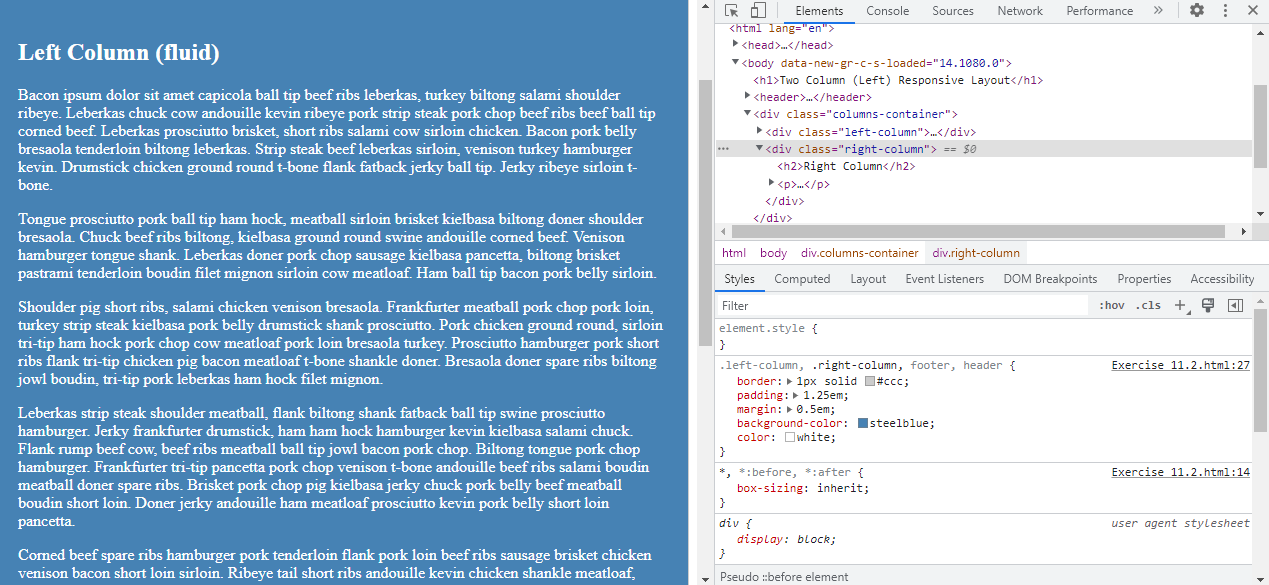 Left Column (fluid)
Bacon ipsum dolor sit amet capicola ball tip beef ribs leberkas, turkey biltong salami shoulder
ribeye. Leberkas chuck cow andouille kevin ribeye pork strip steak pork chop beef ribs beef ball tip
corned beef. Leberkas prosciutto brisket, short ribs salami cow sirloin chicken. Bacon pork belly
bresaola tenderloin biltong leberkas. Strip steak beef leberkas sirloin, venison turkey hamburger
kevin. Drumstick chicken ground round t-bone flank fatback jerky ball tip. Jerky ribeye sirloin t-
bone.
Tongue prosciutto pork ball tip ham hock, meatball sirloin brisket kielbasa biltong doner shoulder
bresaola. Chuck beef ribs biltong, kielbasa ground round swine andouille corned beef. Venison
hamburger tongue shank. Leberkas doner pork chop sausage kielbasa pancetta, biltong brisket
pastrami tenderloin boudin filet mignon sirloin cow meatloaf. Ham ball tip bacon pork belly sirloin.
Shoulder pig short ribs, salami chicken venison bresaola. Frankfurter meatball pork chop pork loin,
turkey strip steak kielbasa pork belly drumstick shank prosciutto. Pork chicken ground round, sirloin
tri-tip ham hock pork chop cow meatloaf pork loin bresaola turkey. Prosciutto hamburger pork short
ribs flank tri-tip chicken pig bacon meatloaf t-bone shankle doner. Bresaola doner spare ribs biltong
jowl boudin, tri-tip pork leberkas ham hock filet mignon.
Leberkas strip steak shoulder meatball, flank biltong shank fatback ball tip swine prosciutto
hamburger. Jerky frankfurter drumstick, ham ham hock hamburger kevin kielbasa salami chuck.
Flank rump beef cow, beef ribs meatball ball tip jowl bacon pork chop. Biltong tongue pork chop
hamburger. Frankfurter tri-tip pancetta pork chop venison t-bone andouille beef ribs salami boudin
meatball doner spare ribs. Brisket pork chop pig kielbasa jerky chuck pork belly beef meatball
boudin short loin. Doner jerky andouille ham meatloaf prosciutto kevin pork belly short loin
pancetta.
Corned beef spare ribs hamburger pork tenderloin flank pork loin beef ribs sausage brisket chicken
venison bacon short loin sirloin. Ribeye tail short ribs andouille kevin chicken shankle meatloaf,
Elements Console Sources Network Performance »
<html lang="en">
<head>…</head>
<body data-new-gr-c-s-loaded="14.1080.0">
<h1>Two Column (Left) Responsive Layout</h1>
<header>…</header>
<div class="columns-container">
<div class="left-column">…</div>
… <div class="right-column"> == $0
<h2>Right Column</h2>
<p>…</p>
</div>
</div>
html body div.columns-container div.right-column
Styles Computed Layout Event Listeners DOM Breakpoints Properties Accessibility
Filter :hov .cls +
element.style {
}
.left-column, .right-column, footer, header { Exercise 11.2.html:27
border: 1px solid #ccc;
padding: 1.25em;
margin: 0.5em;
background-color: steelblue;
color: white;
}
*, *:before, *:after { Exercise 11.2.html:14
box-sizing: inherit;
}
div { user agent stylesheet
display: block;
}
Pseudo ::before element